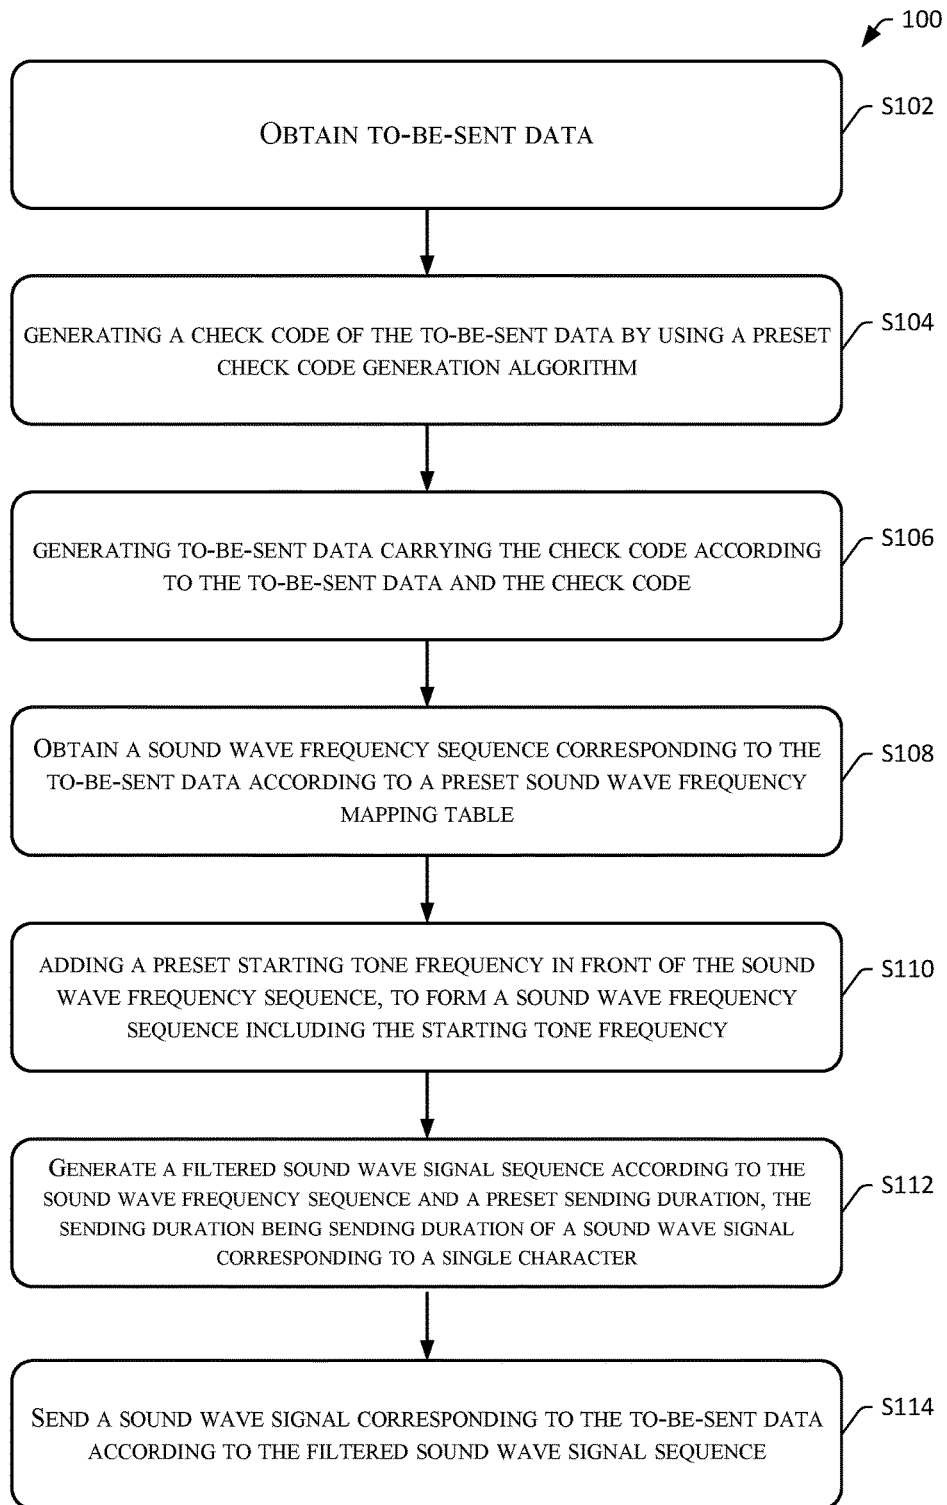 100
OBTAIN TO-BE-SENT DATA
S102
GENERATING A CHECK CODE OF THE TO-BE-SENT DATA BY USING A PRESET
CHECK CODE GENERATION ALGORITHM
S104
GENERATING TO-BE-SENT DATA CARRYING THE CHECK CODE ACCORDING
TO THE TO-BE-SENT DATA AND THE CHECK CODE
S106
OBTAIN A SOUND WAVE FREQUENCY SEQUENCE CORRESPONDING TO THE
TO-BE-SENT DATA ACCORDING TO A PRESET SOUND WAVE FREQUENCY
MAPPING TABLE
S108
ADDING A PRESET STARTING TONE FREQUENCY IN FRONT OF THE SOUND
WAVE FREQUENCY SEQUENCE, TO FORM A SOUND WAVE FREQUENCY
SEQUENCE INCLUDING THE STARTING TONE FREQUENCY
S110
GENERATE A FILTERED SOUND WAVE SIGNAL SEQUENCE ACCORDING TO THE
SOUND WAVE FREQUENCY SEQUENCE AND A PRESET SENDING DURATION, THE
SENDING DURATION BEING SENDING DURATION OF A SOUND WAVE SIGNAL
CORRESPONDING TO A SINGLE CHARACTER
S112
SEND A SOUND WAVE SIGNAL CORRESPONDING TO THE TO-BE-SENT DATA
ACCORDING TO THE FILTERED SOUND WAVE SIGNAL SEQUENCE
S114